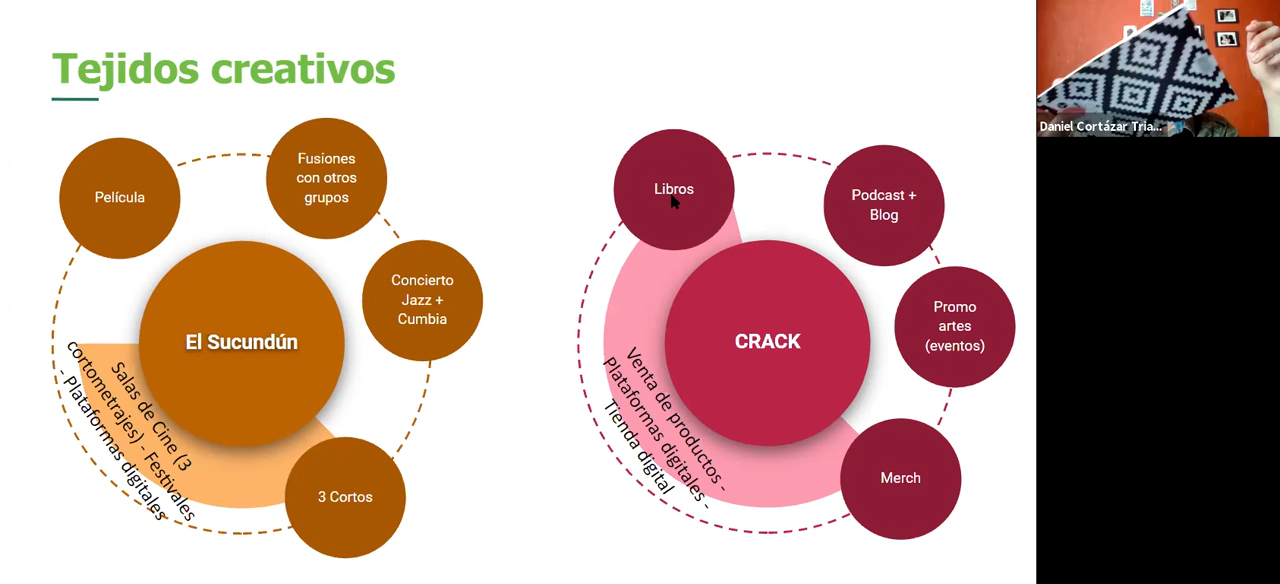 Tejidos creativos
Película
Fusiones
con otros
grupos
Concierto
Jazz +
Cumbia
El Sucundún
Salas de Cine (3
cortometrajes) - Festivales
- Plataformas digitales
3 Cortos
Libros
Podcast +
Blog
Promo
artes
(eventos)
CRACK
Venta de productos -
Plataformas digitales -
Tienda digital
Merch
Daniel Cortázar Tria...